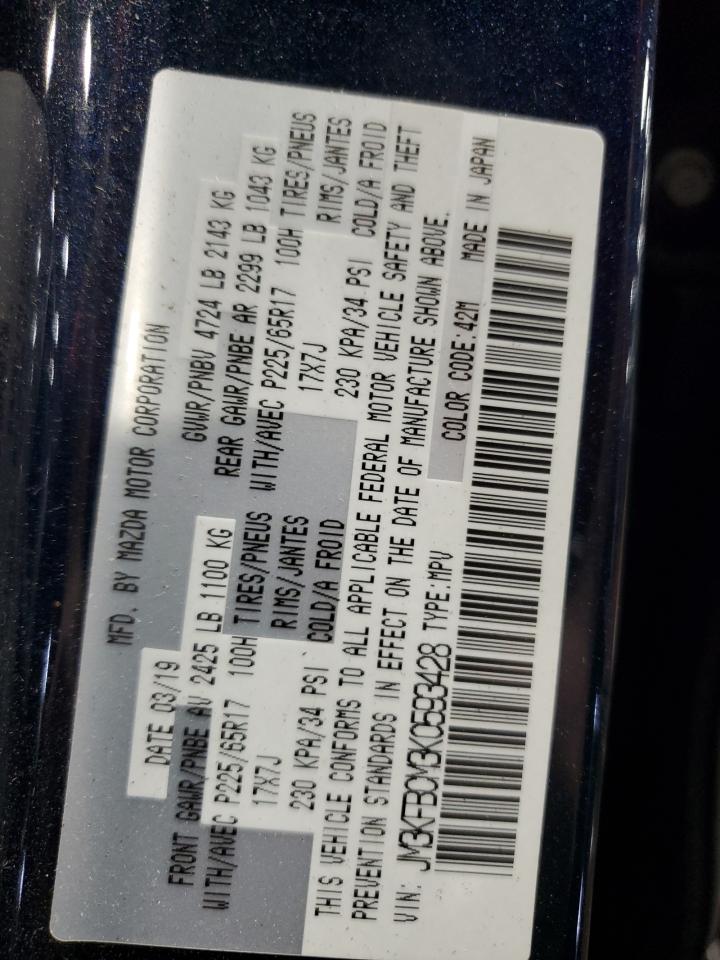 MFD. BY MAZDA MOTOR CORPORATION
DATE 03/19 GVWR/PNBV 4724 LB 2143 KG
FRONT GAWR/PNBE AV 2425 LB 1100 KG REAR GAWR/PNBE AR 2299 LB 1043 KG
WITH/AVEC P225/65R17 100H TIRES/PNEUS WITH/AVEC P225/65R17 100H TIRES/PNEUS
17X7J RIMS/JANTES 17X7J RIMS/JANTES
230 KPA/34 PSI COLD/A FROID 230 KPA/34 PSI COLD/A FROID
THIS VEHICLE CONFORMS TO ALL APPLICABLE FEDERAL MOTOR VEHICLE SAFETY AND THEFT
PREVENTION STANDARDS IN EFFECT ON THE DATE OF MANUFACTURE SHOWN ABOVE.
VIN: JM3KFBCM3K0593428 TYPE:MPV COLOR CODE:42M MADE IN JAPAN